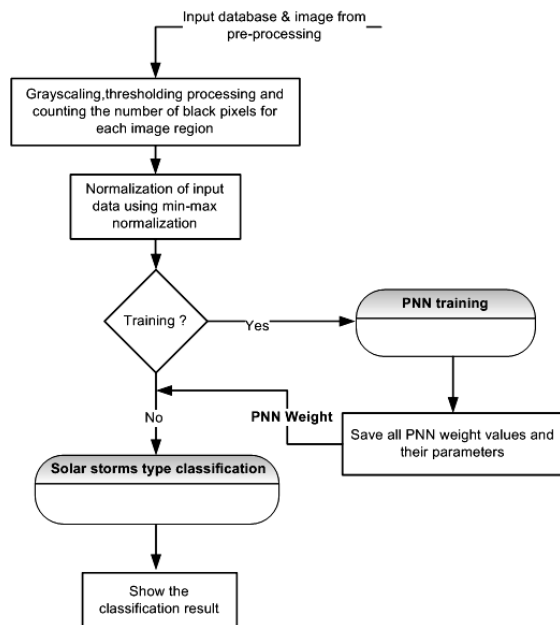 Input database & image from
pre-processing
Grayscaling,thresholding processing and
counting the number of black pixels for
each image region
Normalization of input
data using min-max
normalization
Training ?
Yes
PNN training
No
PNN Weight
Save all PNN weight values and
their parameters
Solar storms type classification
Show the
classification result